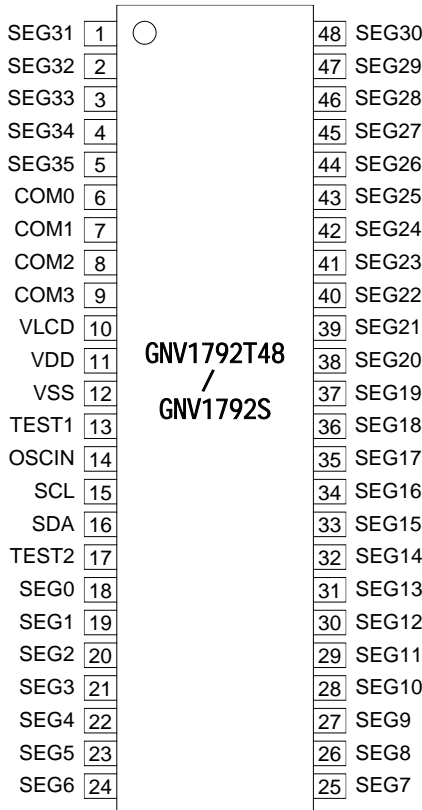 SEG31 1 48 SEG30
SEG32 2 47 SEG29
SEG33 3 46 SEG28
SEG34 4 45 SEG27
SEG35 5 44 SEG26
COM0 6 43 SEG25
COM1 7 42 SEG24
COM2 8 41 SEG23
COM3 9 40 SEG22
VLCD 10 39 SEG21
VDD 11 GNV1792T48 38 SEG20
VSS 12 / 37 SEG19
TEST1 13 GNV1792S 36 SEG18
OSCIN 14 35 SEG17
SCL 15 34 SEG16
SDA 16 33 SEG15
TEST2 17 32 SEG14
SEG0 18 31 SEG13
SEG1 19 30 SEG12
SEG2 20 29 SEG11
SEG3 21 28 SEG10
SEG4 22 27 SEG9
SEG5 23 26 SEG8
SEG6 24 25 SEG7